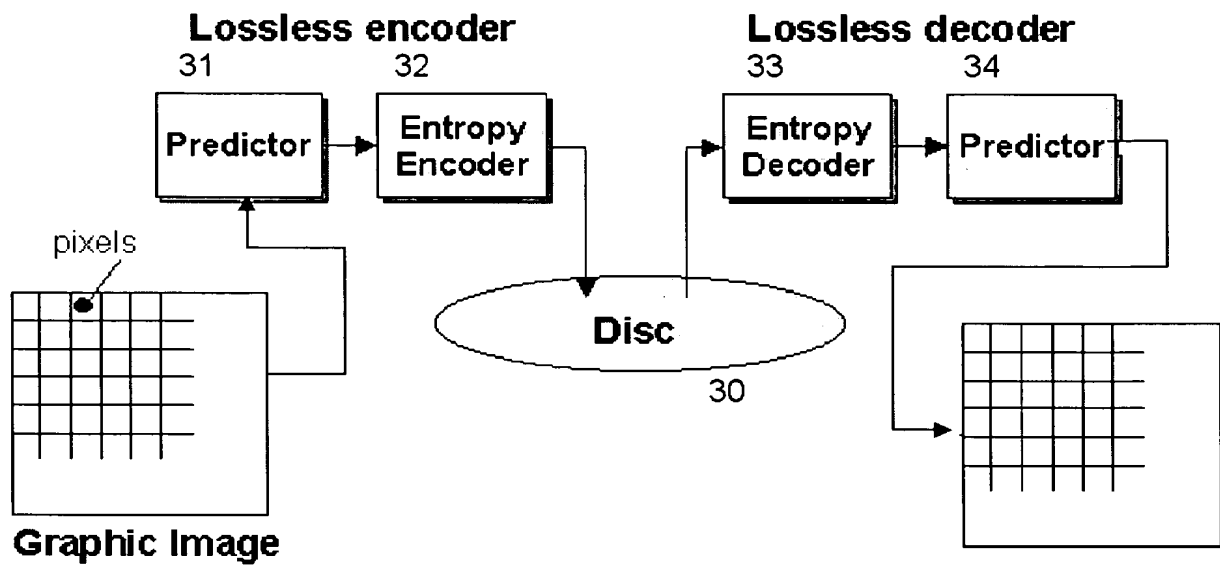 Lossless encoder
Lossless decoder
31
32
33
34
Predictor
Entropy
Encoder
Entropy
Decoder
Predictor
pixels
Disc
30
Graphic Image